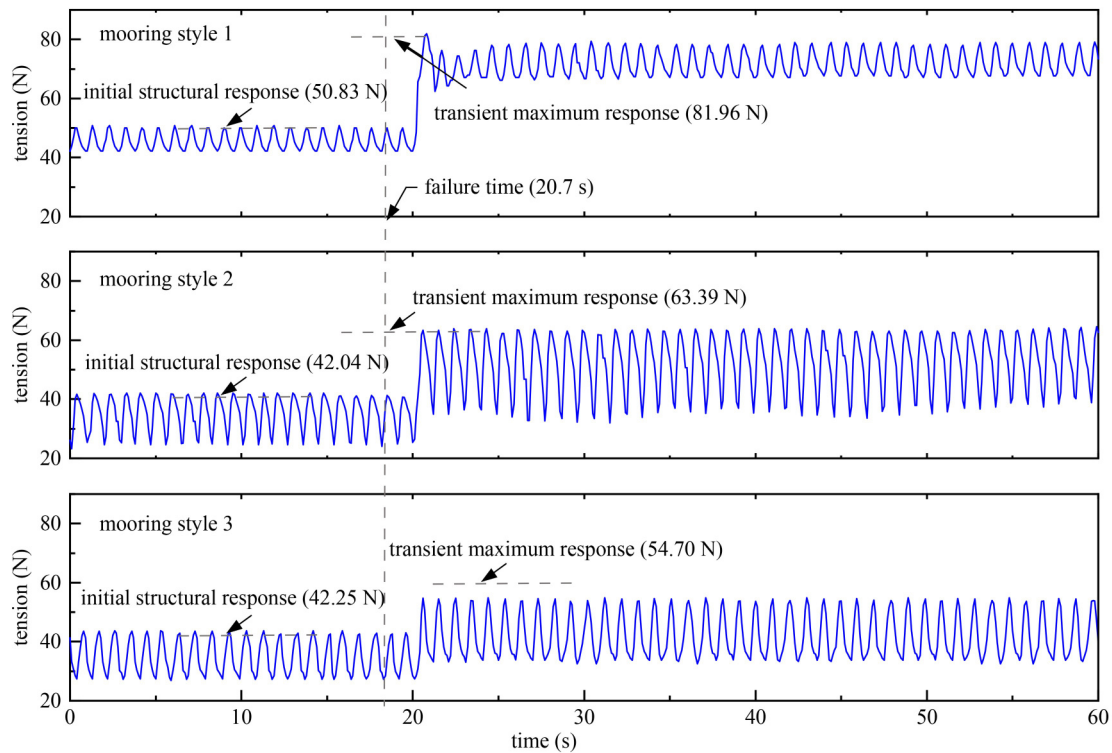 mooring style 1
initial structural response (50.83 N)
transient maximum response (81.96 N)
failure time (20.7 s)
tension (N)
80
60
40
20
mooring style 2
transient maximum response (63.39 N)
initial structural response (42.04 N)
tension (N)
80
60
40
20
mooring style 3
transient maximum response (54.70 N)
initial structural response (42.25 N)
tension (N)
80
60
40
20
0 10 20 30 40 50 60
time (s)